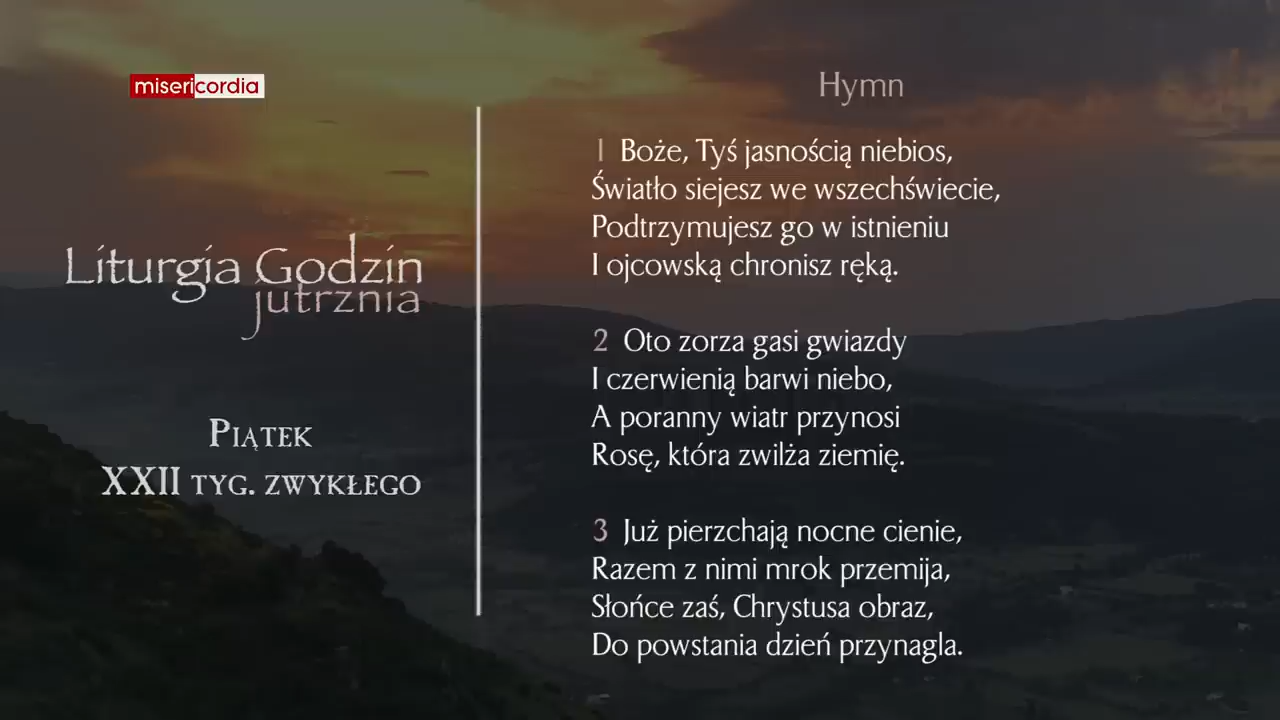 misericordia
Liturgia Godzin
jutrznia
Piątek
XXII tyg. zwykłego
Hymn
1 Boże, Tyś jasnością niebios,
Światło siejesz we wszechświecie,
Podtrzymujesz go w istnieniu
I ojcowską chronisz ręką.
2 Oto zorza gasi gwiazdy
I czerwienią barwi niebo,
A poranny wiatr przynosi
Rosę, która zwilża ziemię.
3 Już pierzchają nocne cienie,
Razem z nimi mrok przemija,
Słońce zaś, Chrystusa obraz,
Do powstania dzień przynagla.